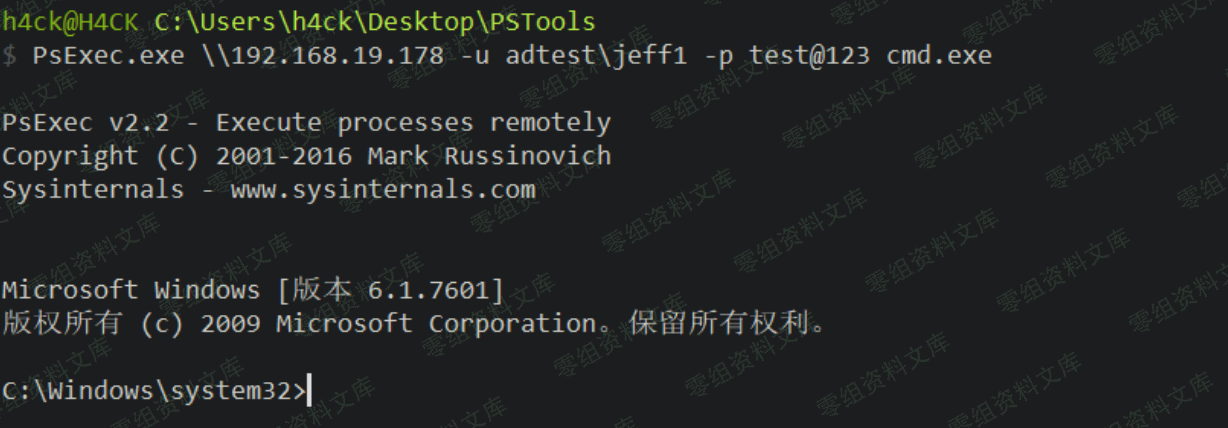 h4ck@H4CK C:\Users\h4ck\Desktop\PSTools
$ PsExec.exe \\192.168.19.178 -u adtest\jeff1 -p test@123 cmd.exe
PsExec v2.2 - Execute processes remotely
Copyright (C) 2001-2016 Mark Russinovich
Sysinternals - www.sysinternals.com
Microsoft Windows [版本 6.1.7601]
版权所有 (c) 2009 Microsoft Corporation。保留所有权利。
C:\Windows\system32>
零组资料文库